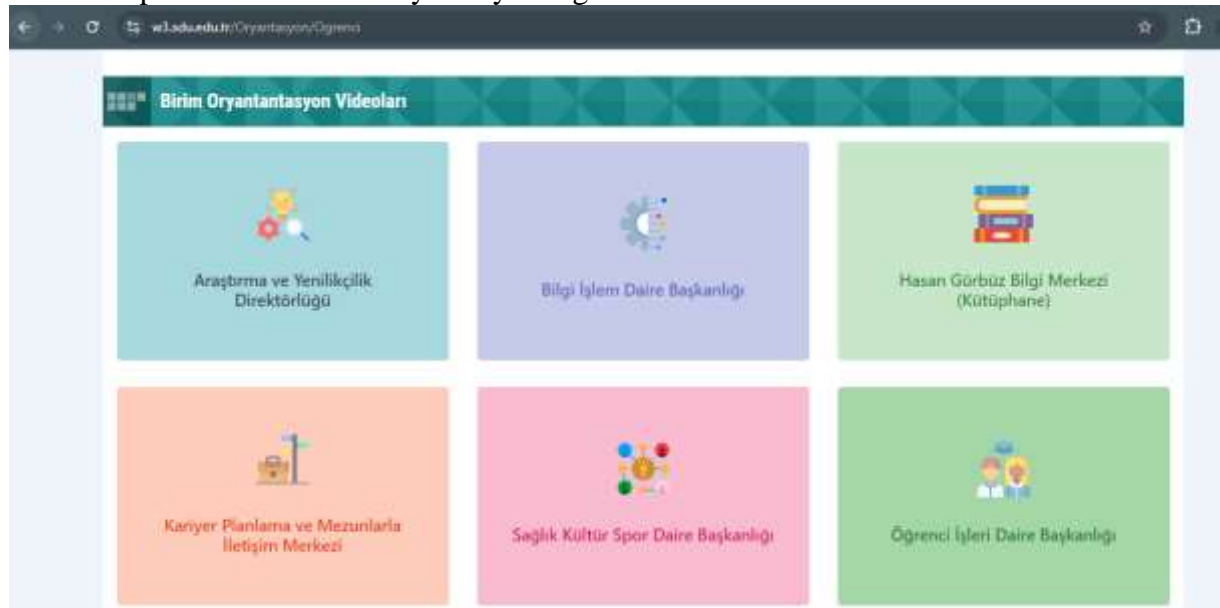 w3.sdu.edu.tr/Oryantasyon/Ogrenci
Birim Oryantantasyon Videoları
Araştırma ve Yenilikçilik
Direktörlüğü
Bilgi İşlem Daire Başkanlığı
Hasan Gürbüz Bilgi Merkezi
(Kütüphane)
Kariyer Planlama ve Mezunlarla
İletişim Merkezi
Sağlık Kültür Spor Daire Başkanlığı
Öğrenci İşleri Daire Başkanlığı